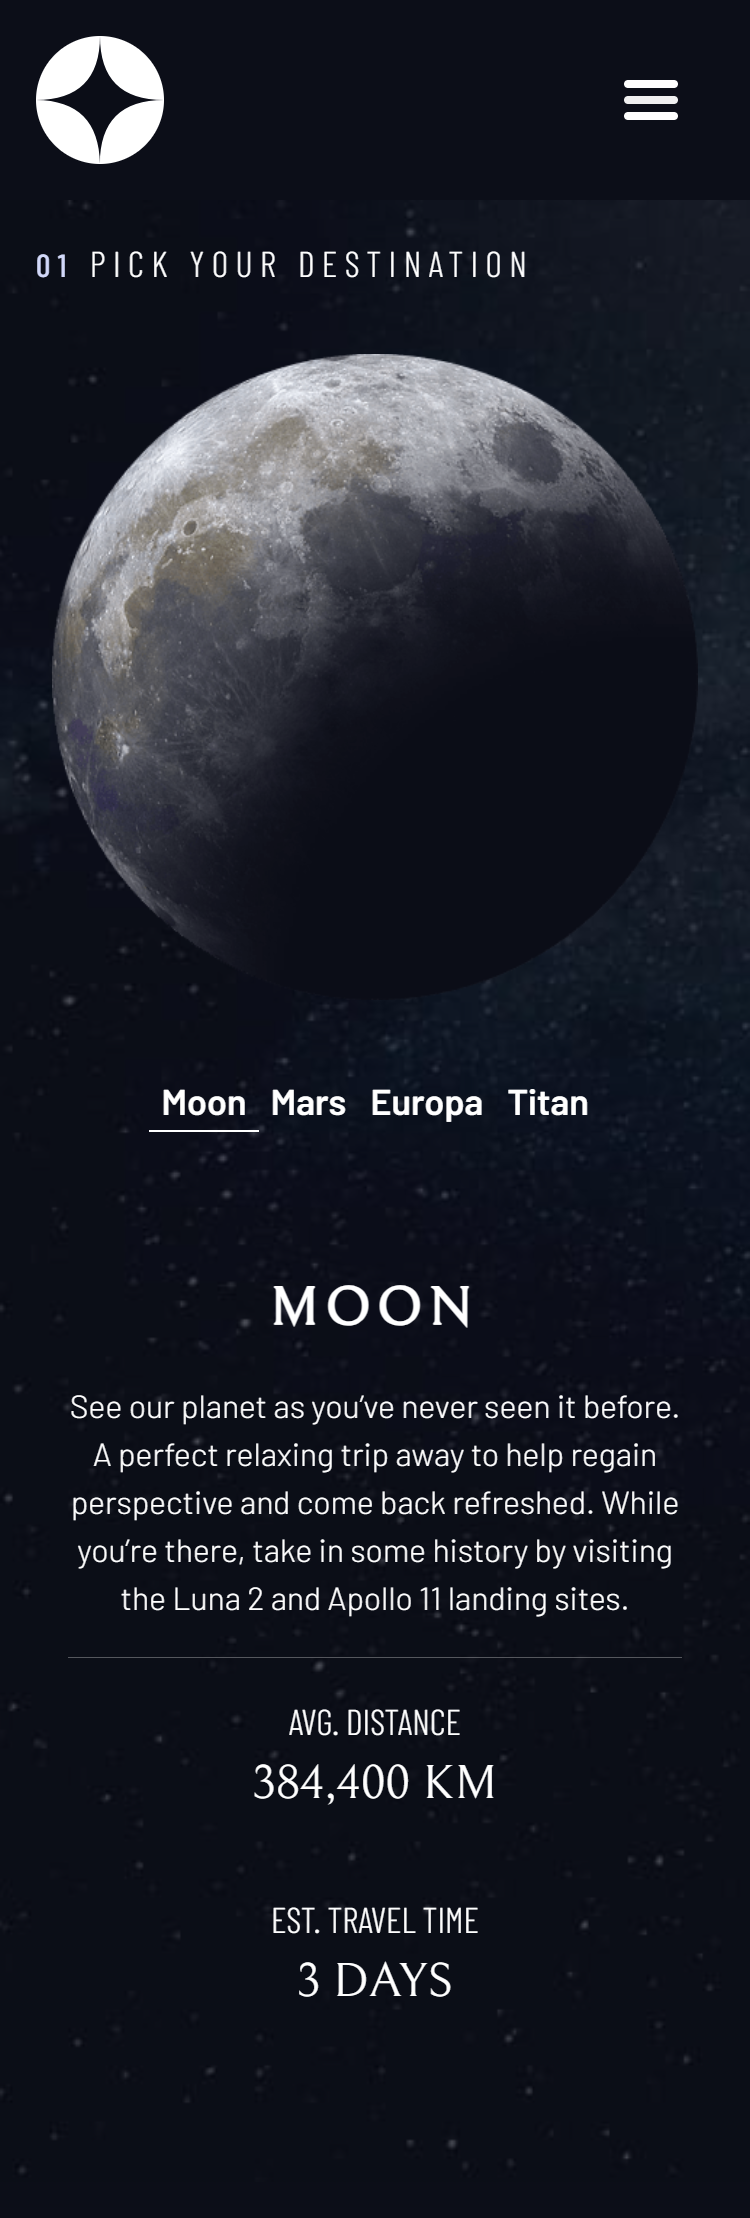 01 PICK YOUR DESTINATION
Moon Mars Europa Titan
MOON
See our planet as you’ve never seen it before.
A perfect relaxing trip away to help regain
perspective and come back refreshed. While
you’re there, take in some history by visiting
the Luna 2 and Apollo 11 landing sites.
AVG. DISTANCE
384,400 KM
EST. TRAVEL TIME
3 DAYS